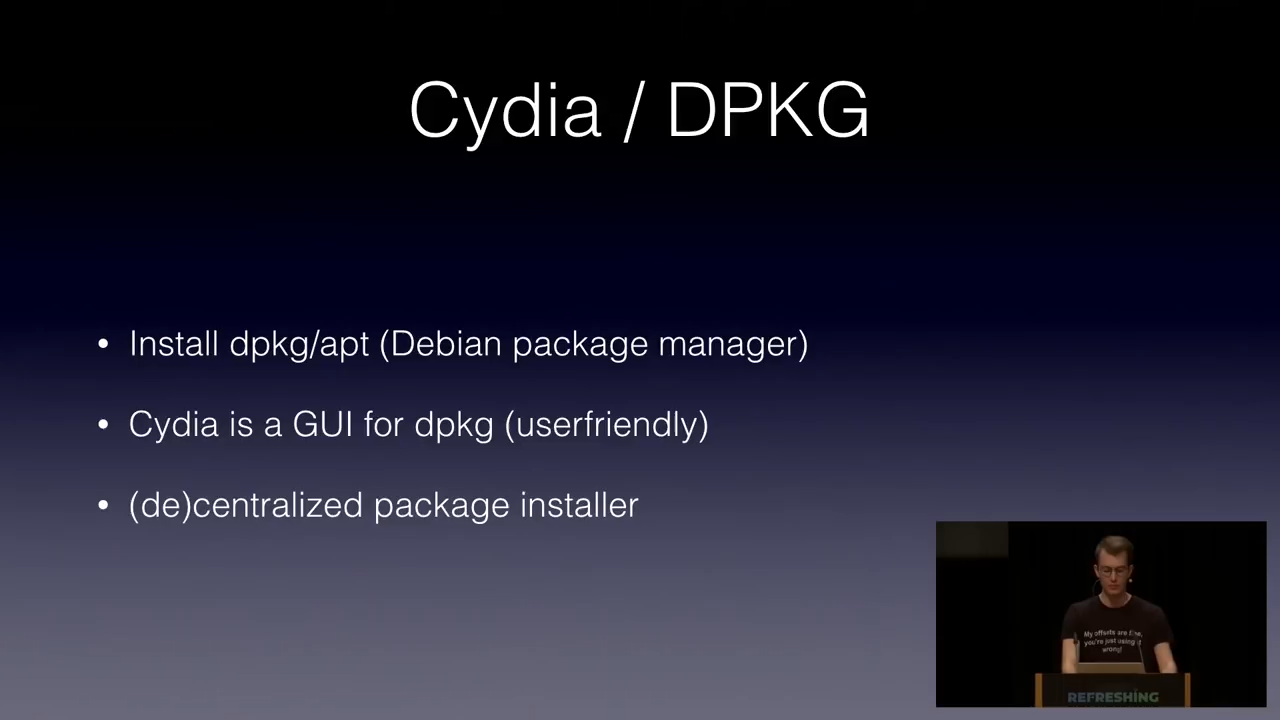 Cydia / DPKG
• Install dpkg/apt (Debian package manager)
• Cydia is a GUI for dpkg (userfriendly)
• (de)centralized package installer
My offsets are fine,
you're just using it
wrong!
REFRESHING